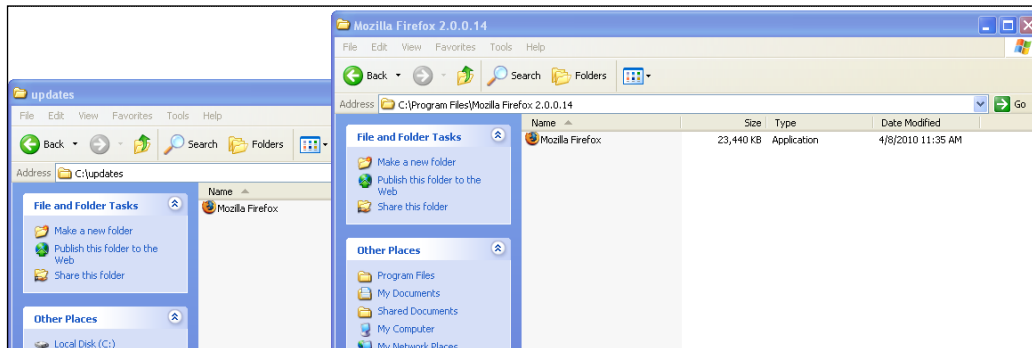 Mozilla Firefox 2.0.0.14
File Edit View Favorites Tools Help
Back Search Folders
Address C:\Program Files\Mozilla Firefox 2.0.0.14 Go
Name Size Type Date Modified
Mozilla Firefox 23,440 KB Application 4/8/2010 11:35 AM
File and Folder Tasks
Make a new folder
Publish this folder to the
Web
Share this folder
Other Places
Program Files
My Documents
Shared Documents
My Computer
My Network Places
updates
File Edit View Favorites Tools Help
Back Search Folders
Address C:\updates
Name
Mozilla Firefox
File and Folder Tasks
Make a new folder
Publish this folder to the
Web
Share this folder
Other Places
Local Disk (C:)